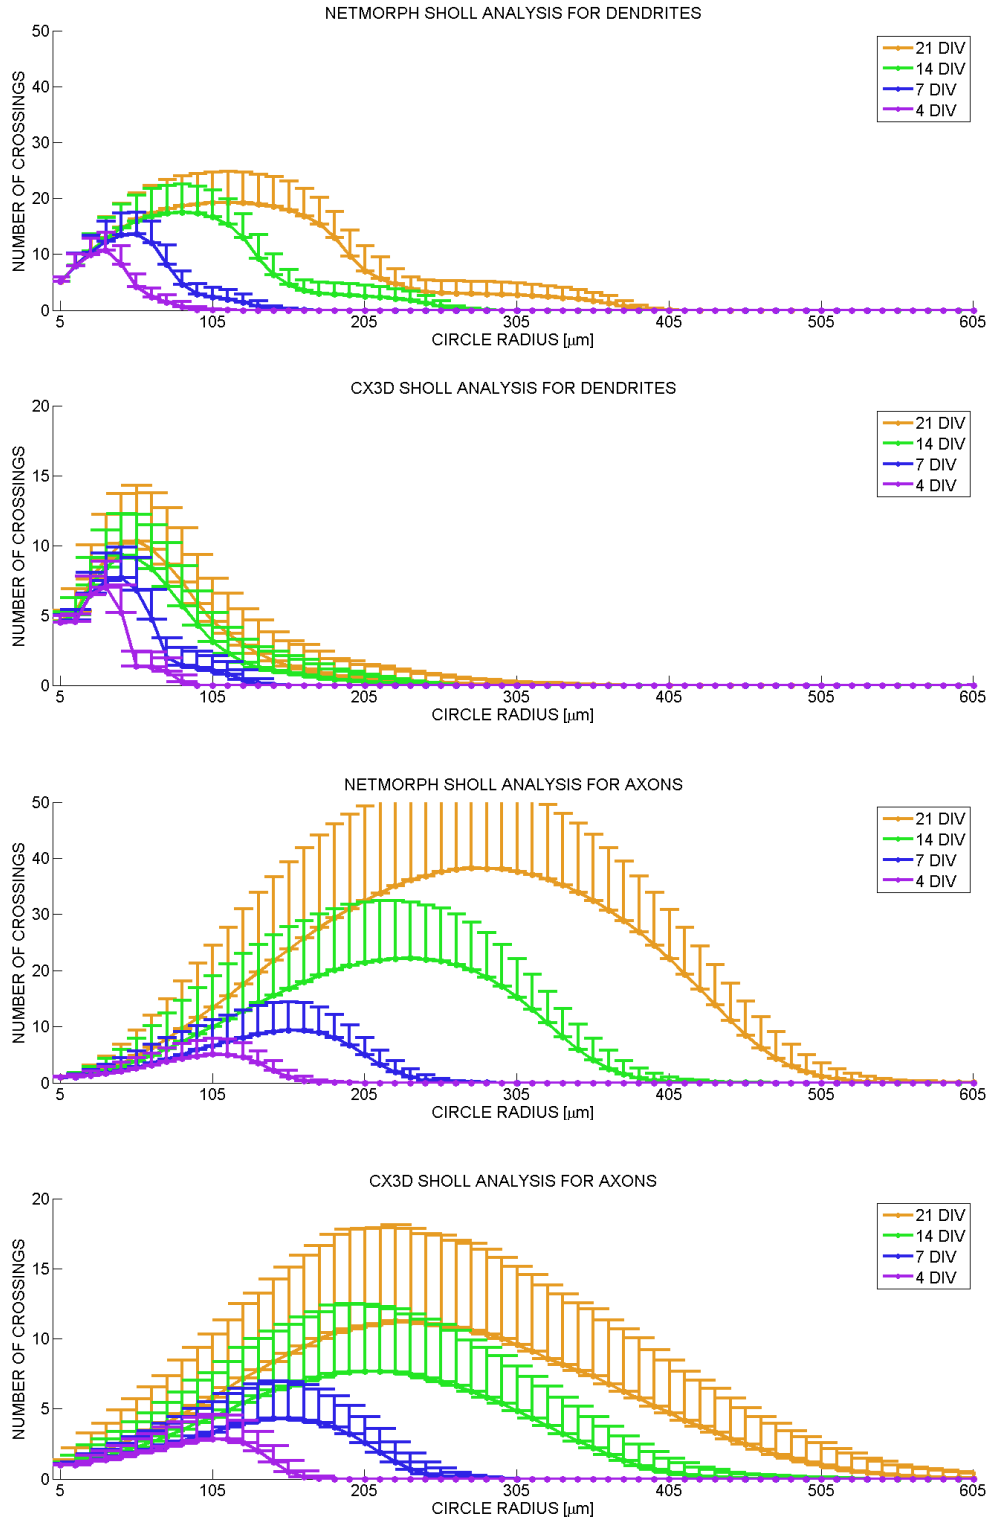 NETMORPH SHOLL ANALYSIS FOR DENDRITES
50
40
30
20
10
0
NUMBER OF CROSSINGS
21 DIV
14 DIV
7 DIV
4 DIV
5 105 205 305 405 505 605
CIRCLE RADIUS [μm]
CX3D SHOLL ANALYSIS FOR DENDRITES
20
15
10
5
0
NUMBER OF CROSSINGS
21 DIV
14 DIV
7 DIV
4 DIV
5 105 205 305 405 505 605
CIRCLE RADIUS [μm]
NETMORPH SHOLL ANALYSIS FOR AXONS
50
40
30
20
10
0
NUMBER OF CROSSINGS
21 DIV
14 DIV
7 DIV
4 DIV
5 105 205 305 405 505 605
CIRCLE RADIUS [μm]
CX3D SHOLL ANALYSIS FOR AXONS
20
15
10
5
0
NUMBER OF CROSSINGS
21 DIV
14 DIV
7 DIV
4 DIV
5 105 205 305 405 505 605
CIRCLE RADIUS [μm]